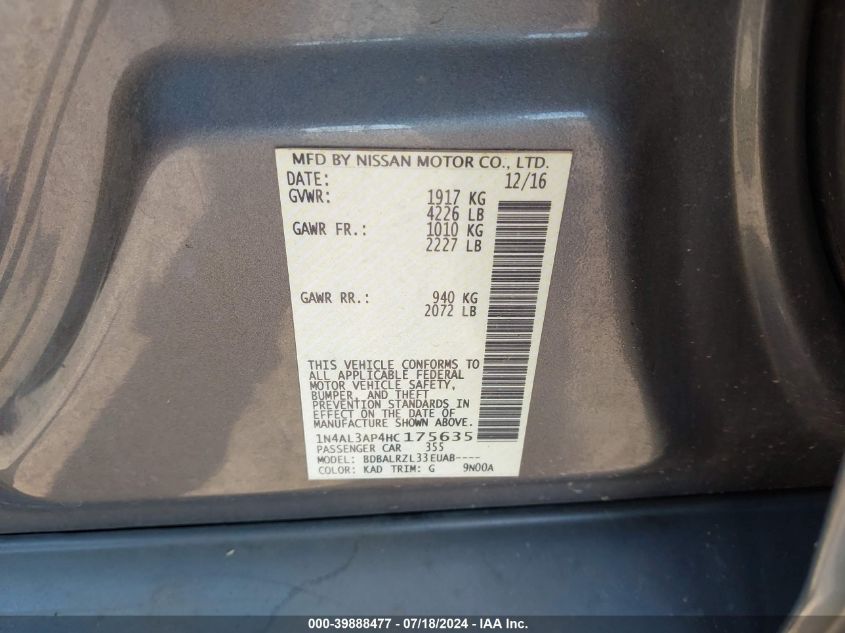 MFD BY NISSAN MOTOR CO., LTD.
DATE: 12/16
GVWR: 1917 KG
4226 LB
GAWR FR.: 1010 KG
2227 LB
GAWR RR.: 940 KG
2072 LB
THIS VEHICLE CONFORMS TO
ALL APPLICABLE FEDERAL
MOTOR VEHICLE SAFETY,
BUMPER, AND THEFT
PREVENTION STANDARDS IN
EFFECT ON THE DATE OF
MANUFACTURE SHOWN ABOVE.
1N4AL3AP4HC175635
PASSENGER CAR 355
MODEL: BDBALRZL33EUAB----
COLOR: KAD TRIM: G 9N00A
000-39888477 - 07/18/2024 - IAA Inc.